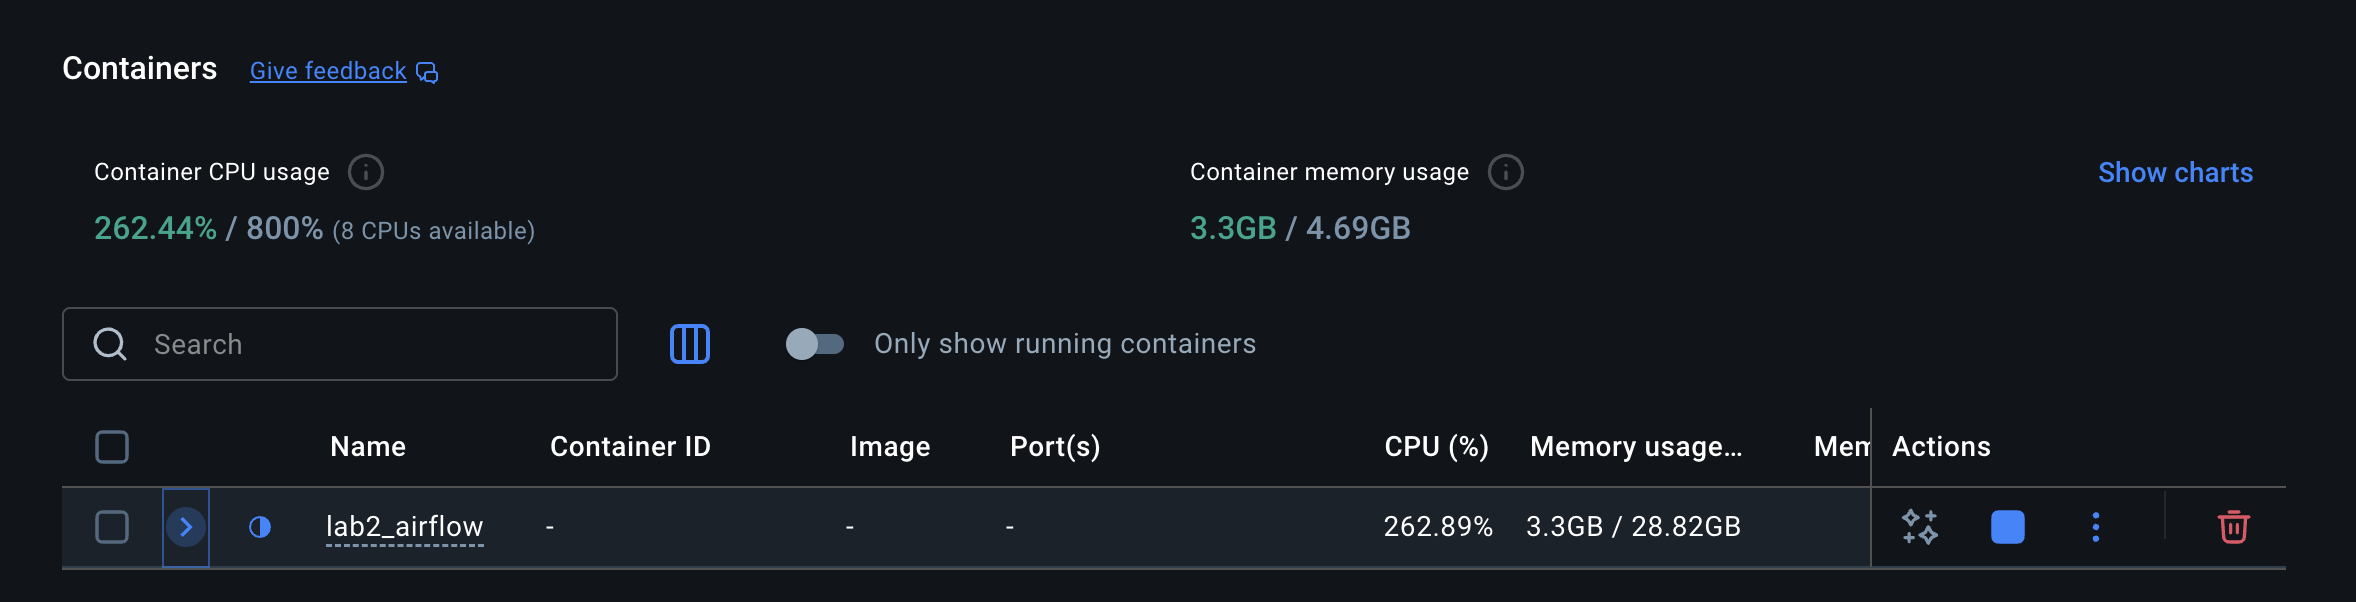 Containers Give feedback
Container CPU usage Container memory usage Show charts
262.44% / 800% (8 CPUs available) 3.3GB / 4.69GB
Search Only show running containers
Name Container ID Image Port(s) CPU (%) Memory usage... Mem Actions
lab2_airflow - - - 262.89% 3.3GB / 28.82GB